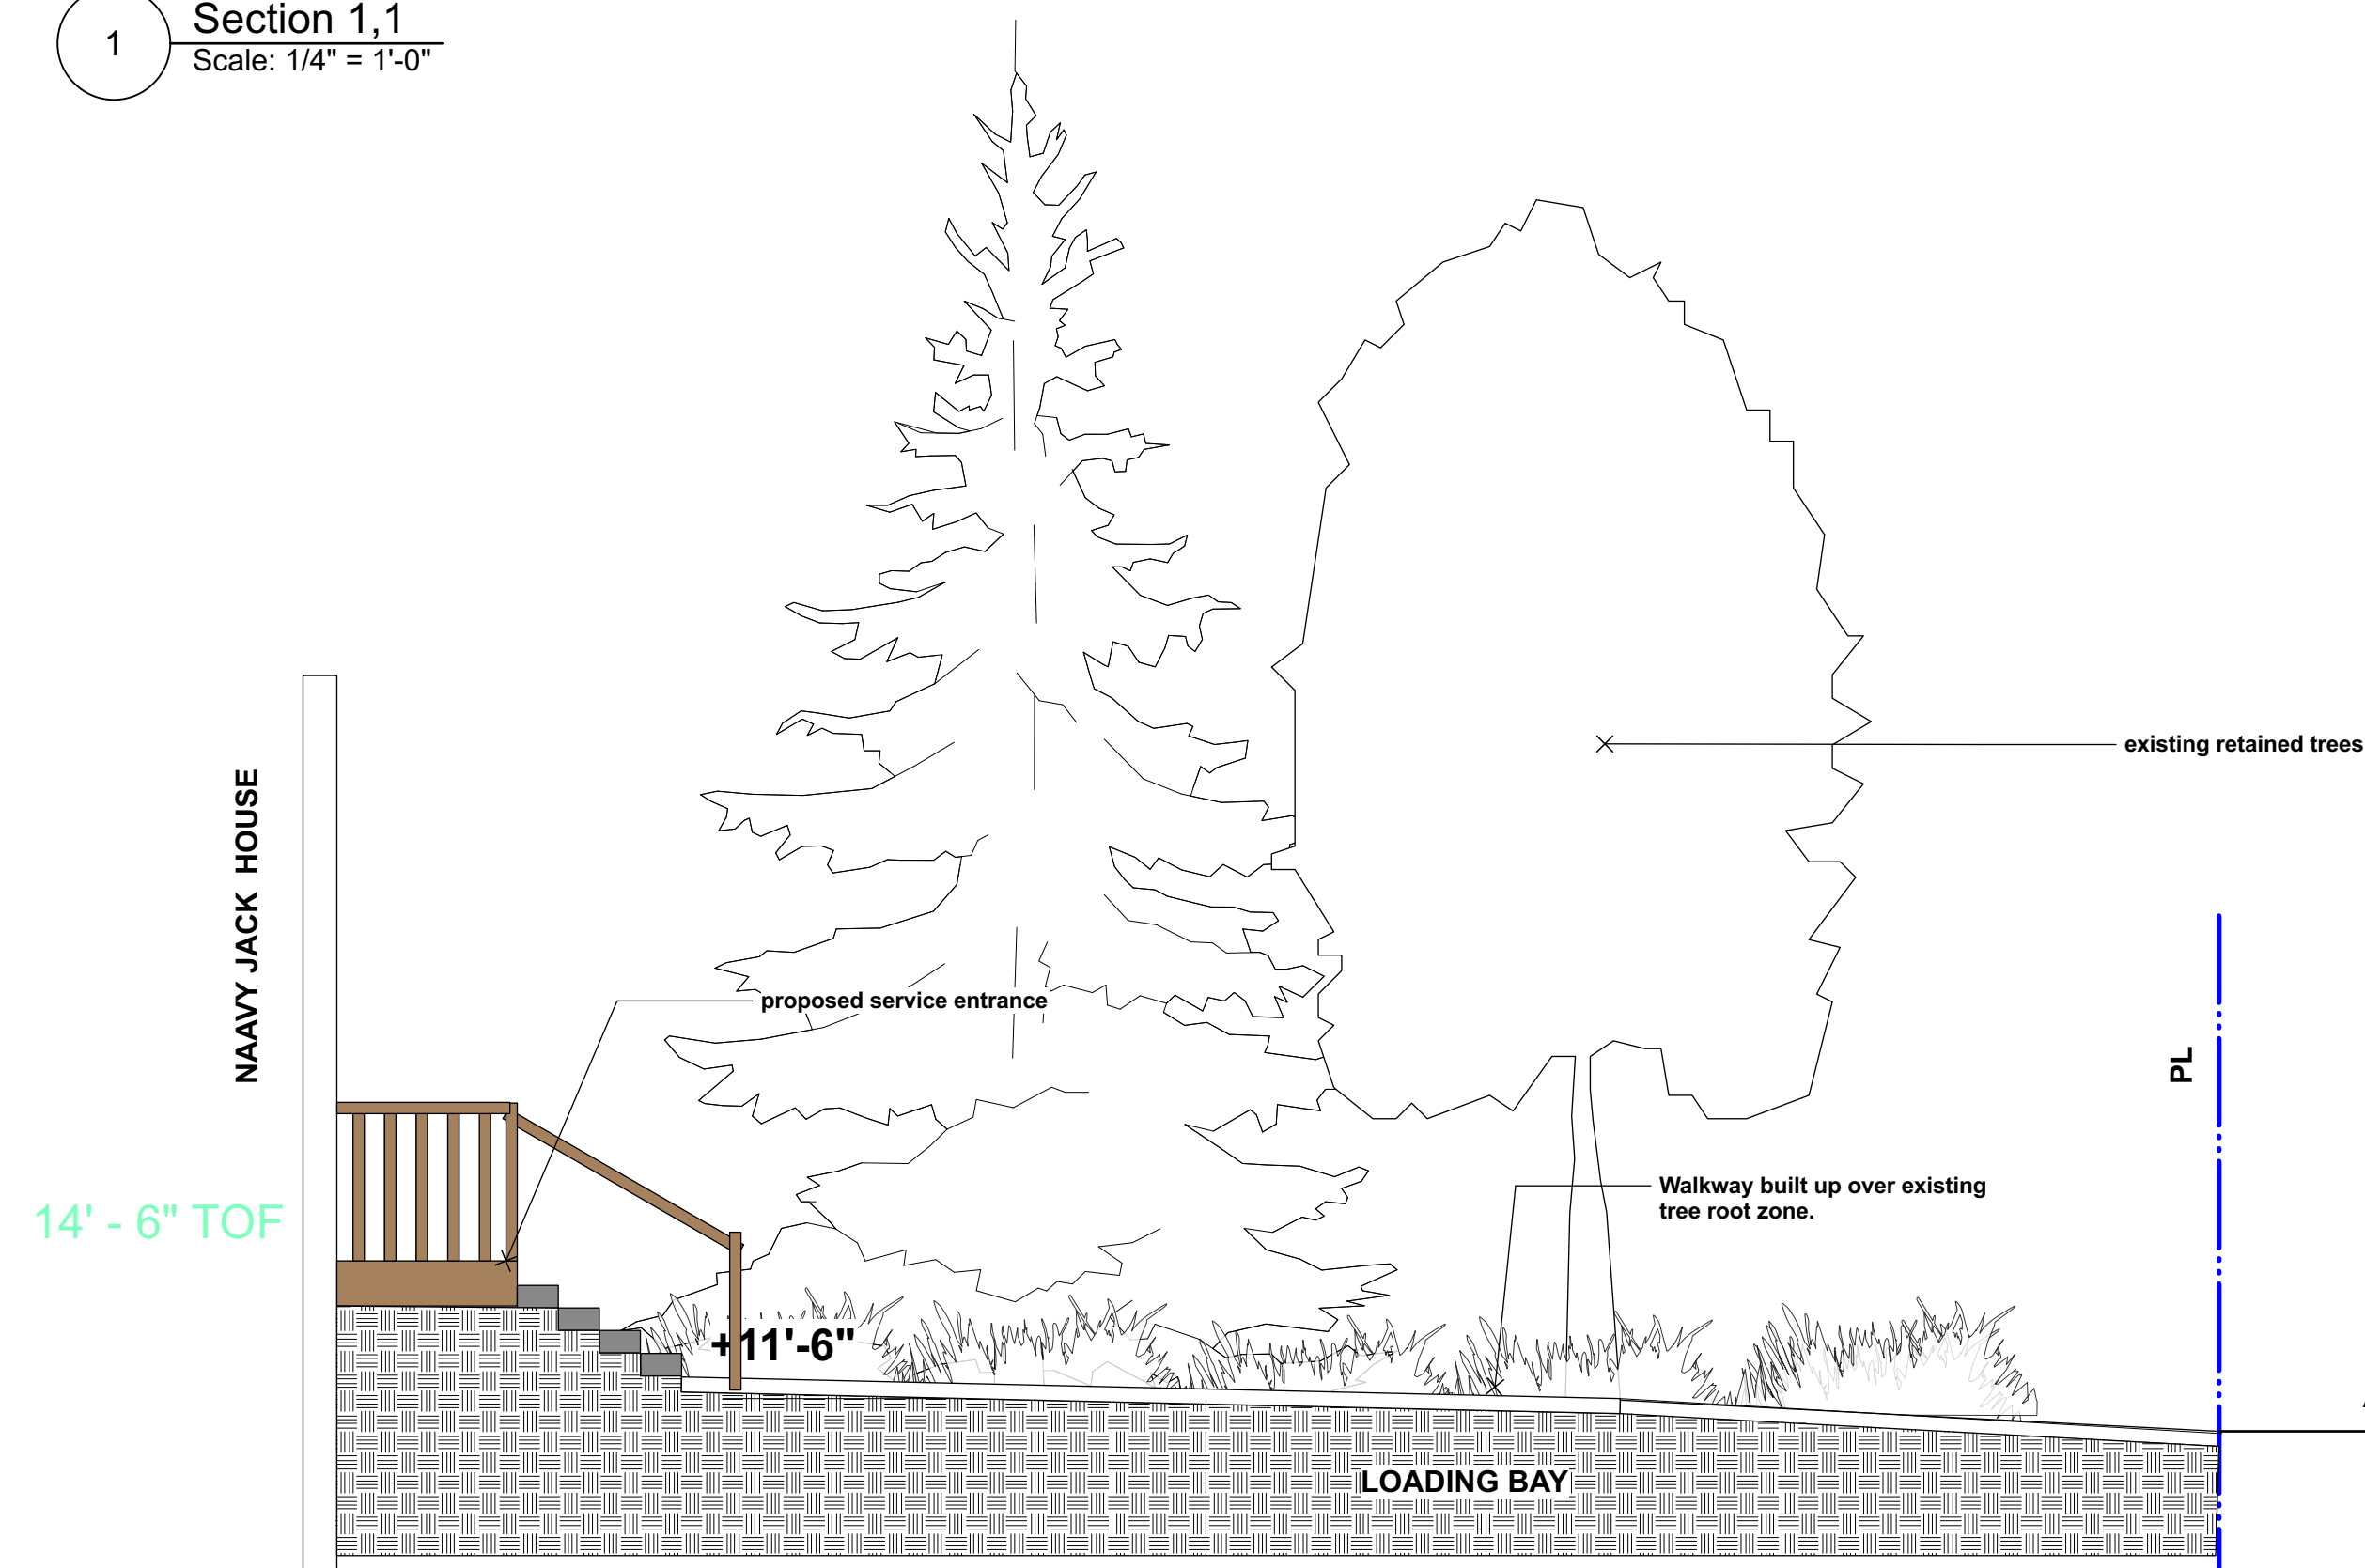 1
Section 1,1
Scale: 1/4" = 1'-0"
existing retained trees
NAAVY JACK HOUSE
proposed service entrance
PL
Walkway built up over existing
tree root zone.
14' - 6" TOF
+11'-6"
LOADING BAY